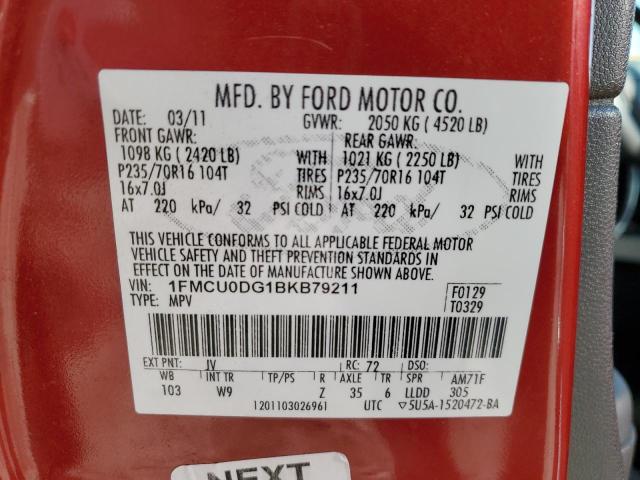 MFD. BY FORD MOTOR CO.
DATE: 03/11 GVWR: 2050 KG ( 4520 LB)
FRONT GAWR: REAR GAWR:
1098 KG ( 2420 LB) WITH 1021 KG ( 2250 LB) WITH
P235/70R16 104T TIRES P235/70R16 104T TIRES
16x7.0J RIMS 16x7.0J RIMS
AT 220 kPa/ 32 PSI COLD AT 220 kPa/ 32 PSI COLD
THIS VEHICLE CONFORMS TO ALL APPLICABLE FEDERAL MOTOR
VEHICLE SAFETY AND THEFT PREVENTION STANDARDS IN
EFFECT ON THE DATE OF MANUFACTURE SHOWN ABOVE.
VIN: 1FMCU0DG1BKB79211 F0129
TYPE: MPV T0329
EXT PNT: JV RC: 72 DSO:
WB INT TR TP/PS R AXLE TR SPR AM71F
103 W9 Z 35 6 LLDD 305
1201103026961 UTC ▽5U5A-1520472-BA
NEXT